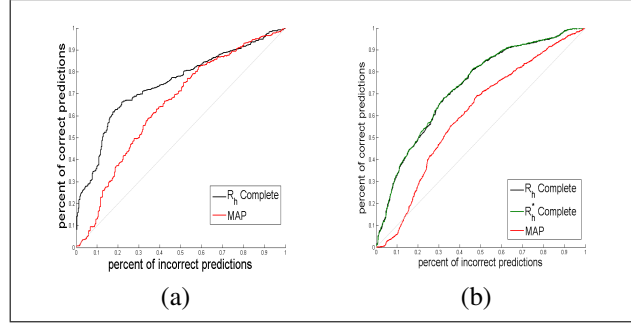 percent of correct predictions
1
0.9
0.8
0.7
0.6
0.5
0.4
0.3
0.2
0.1
0
0 0.1 0.2 0.3 0.4 0.5 0.6 0.7 0.8 0.9 1
percent of incorrect predictions
R_h Complete
MAP
(a)
percent of correct predictions
1
0.9
0.8
0.7
0.6
0.5
0.4
0.3
0.2
0.1
0
0 0.1 0.2 0.3 0.4 0.5 0.6 0.7 0.8 0.9 1
percent of incorrect predictions
R_h Complete
R_h^* Complete
MAP
(b)